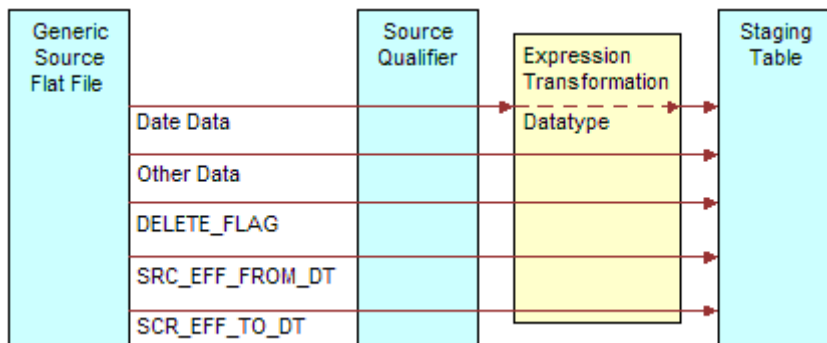 Generic
Source
Flat File
Source
Qualifier
Expression
Transformation
Datatype
Staging
Table
Date Data
Other Data
DELETE_FLAG
SRC_EFF_FROM_DT
SCR_EFF_TO_DT